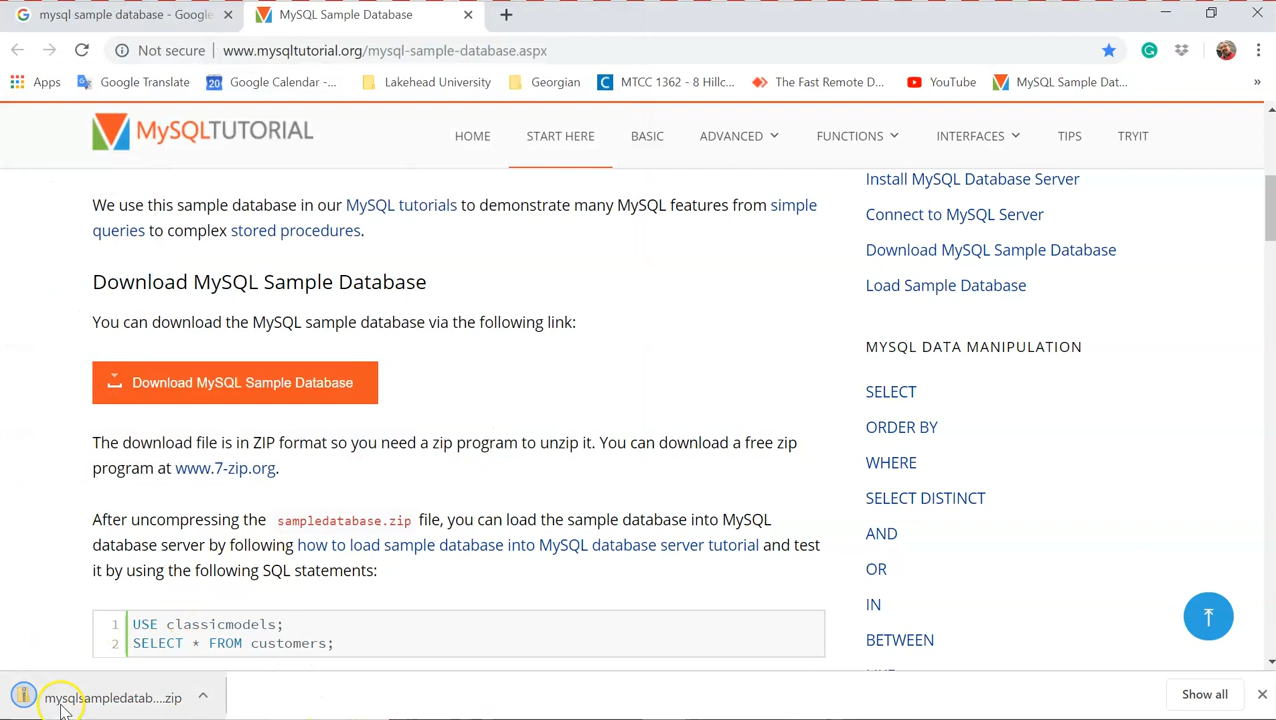 mysql sample database - Google
MySQL Sample Database
Not secure www.mysqltutorial.org/mysql-sample-database.aspx
Apps Google Translate Google Calendar -... Lakehead University Georgian MTCC 1362 - 8 Hillc... The Fast Remote D... YouTube MySQL Sample Dat... »
MySQLTUTORIAL
HOME START HERE BASIC ADVANCED FUNCTIONS INTERFACES TIPS TRYIT
We use this sample database in our MySQL tutorials to demonstrate many MySQL features from simple
queries to complex stored procedures.
Download MySQL Sample Database
You can download the MySQL sample database via the following link:
Download MySQL Sample Database
The download file is in ZIP format so you need a zip program to unzip it. You can download a free zip
program at www.7-zip.org.
After uncompressing the sampledatabase.zip file, you can load the sample database into MySQL
database server by following how to load sample database into MySQL database server tutorial and test
it by using the following SQL statements:
1 USE classicmodels;
2 SELECT * FROM customers;
Install MySQL Database Server
Connect to MySQL Server
Download MySQL Sample Database
Load Sample Database
MYSQL DATA MANIPULATION
SELECT
ORDER BY
WHERE
SELECT DISTINCT
AND
OR
IN
BETWEEN
mysqlsampledatab....zip
Show all